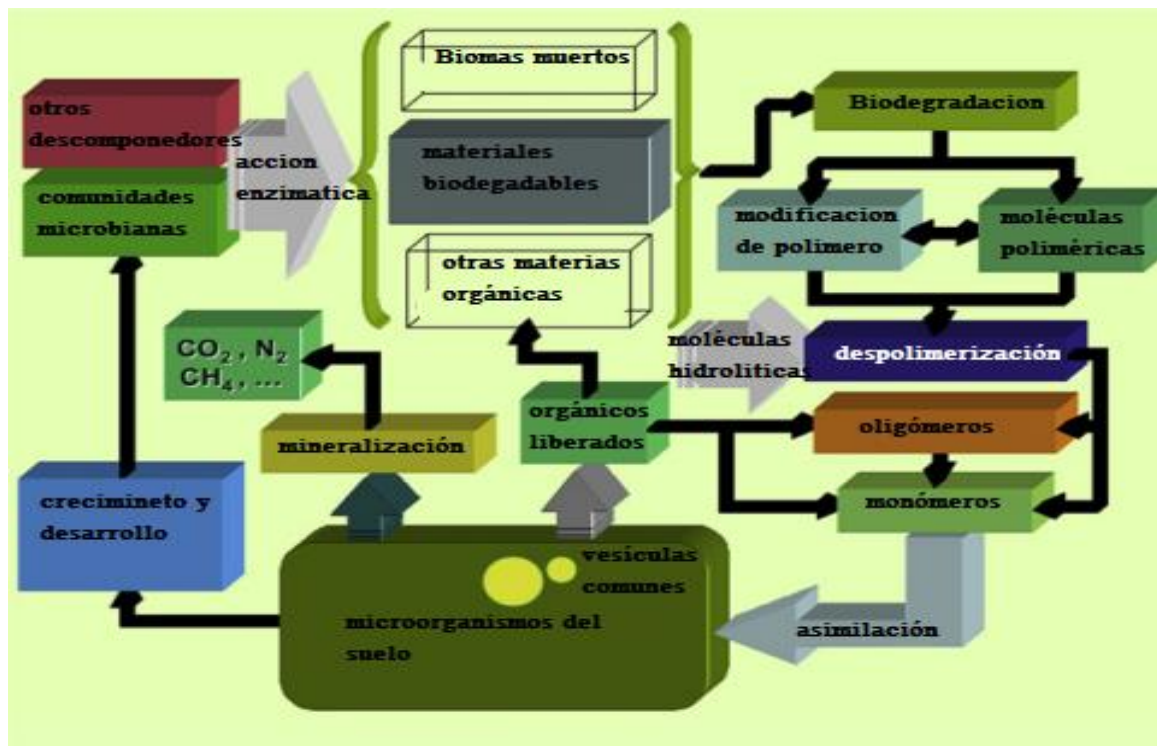 Biomas muertos
otros
descomponedores
accion
enzimatica
materiales
biodegadables
Biodegradacion
comunidades
microbianas
modificacion
de polimero
moléculas
poliméricas
otras materias
orgánicas
CO₂ , N₂
CH₄ , ...
moléculas
hidroliticas
despolimerización
orgánicos
liberados
oligómeros
mineralización
crecimineto y
desarrollo
monómeros
vesículas
comunes
microorganismos del
suelo
asimilación